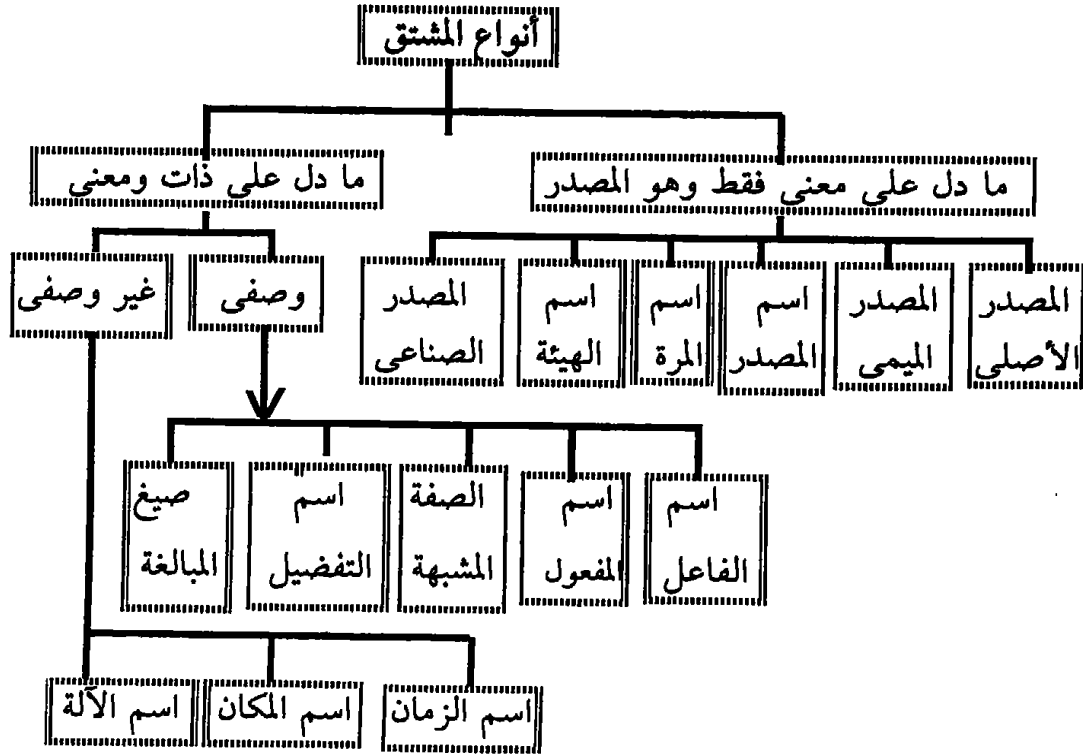 أنواع المشتق
ما دل على معنى فقط وهو المصدر
ما دل على ذات ومعنى
المصدر
الأصلى
المصدر
الميمى
اسم
المصدر
اسم
المرة
اسم
الهيئة
المصدر
الصناعى
وصفى
غير وصفى
اسم
الفاعل
اسم
المفعول
الصفة
المشبهة
اسم
التفضيل
صيغ
المبالغة
اسم الزمان
اسم المكان
اسم الآلة